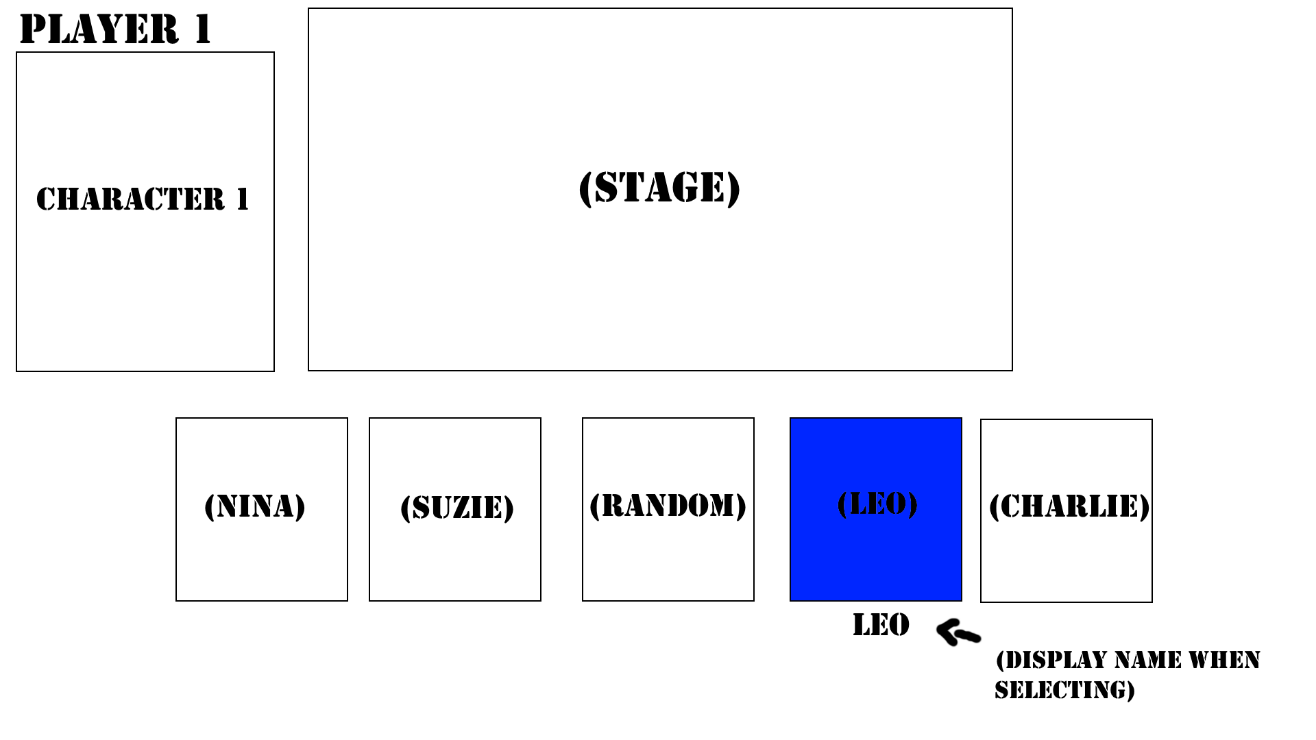 PLAYER 1
CHARACTER 1
(STAGE)
(NINA)
(SUZIE)
(RANDOM)
(LEO)
(CHARLIE)
LEO
(DISPLAY NAME WHEN
SELECTING)